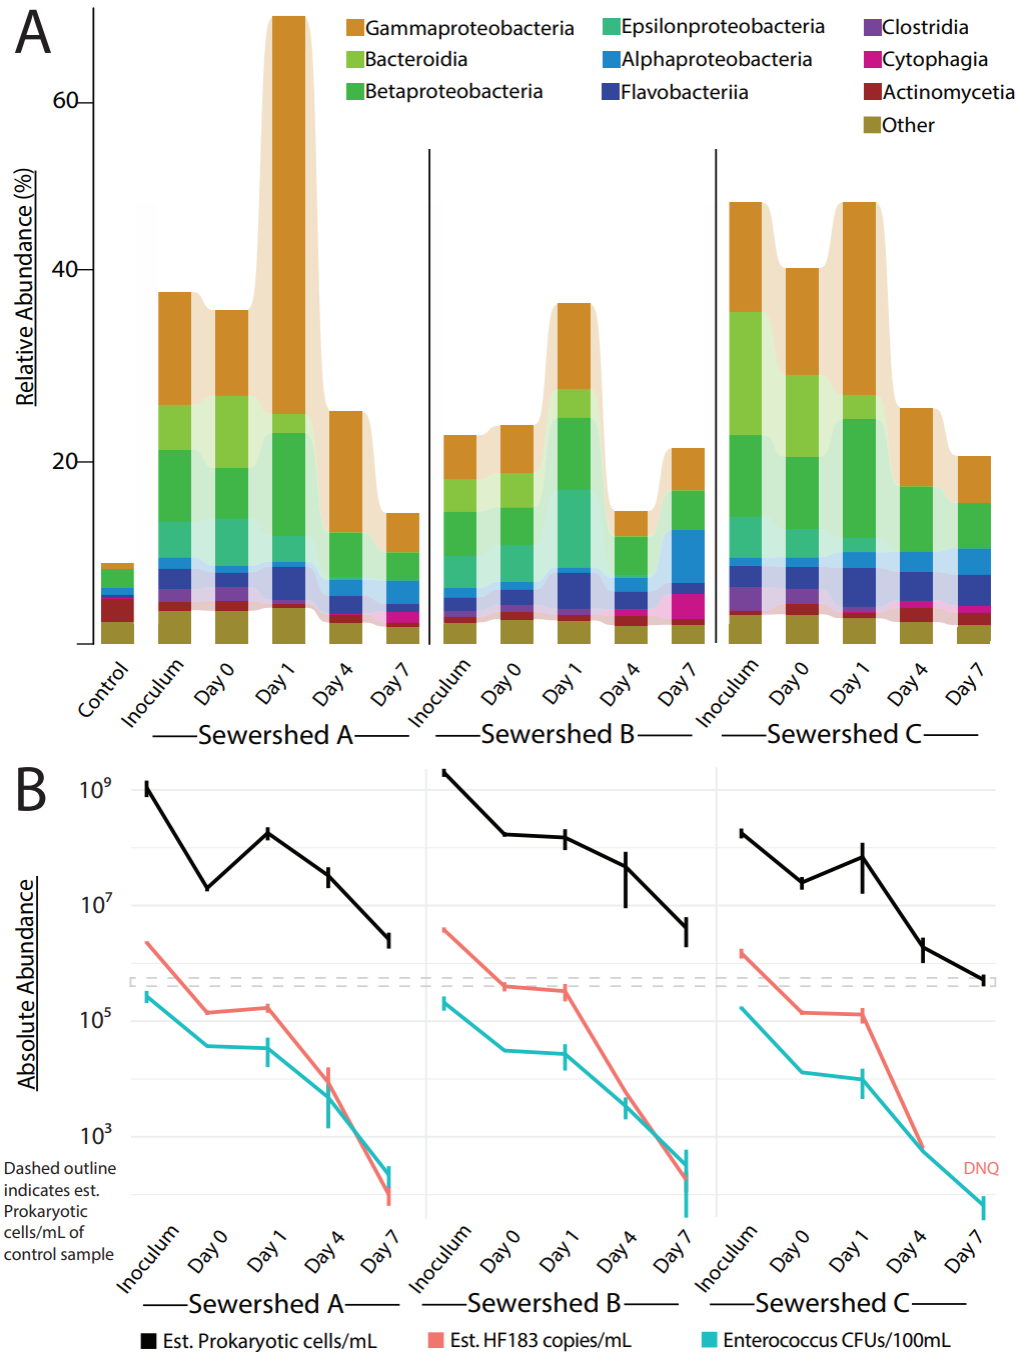 A
Gammaproteobacteria
Epsilonproteobacteria
Clostridia
Bacteroidia
Alphaproteobacteria
Cytophagia
Betaproteobacteria
Flavobacteriia
Actinomycetia
Other
Relative Abundance (%)
60
40
20
Control
Inoculum
Day 0
Day 1
Day 4
Day 7
Inoculum
Day 0
Day 1
Day 4
Day 7
Inoculum
Day 0
Day 1
Day 4
Day 7
Sewershed A
Sewershed B
Sewershed C
B
Absolute Abundance
10⁹
10⁷
10⁵
10³
DNQ
Dashed outline
indicates est.
Prokaryotic
cells/mL of
control sample
Inoculum
Day 0
Day 1
Day 4
Day 7
Inoculum
Day 0
Day 1
Day 4
Day 7
Inoculum
Day 0
Day 1
Day 4
Day 7
Sewershed A
Sewershed B
Sewershed C
Est. Prokaryotic cells/mL
Est. HF183 copies/mL
Enterococcus CFUs/100mL